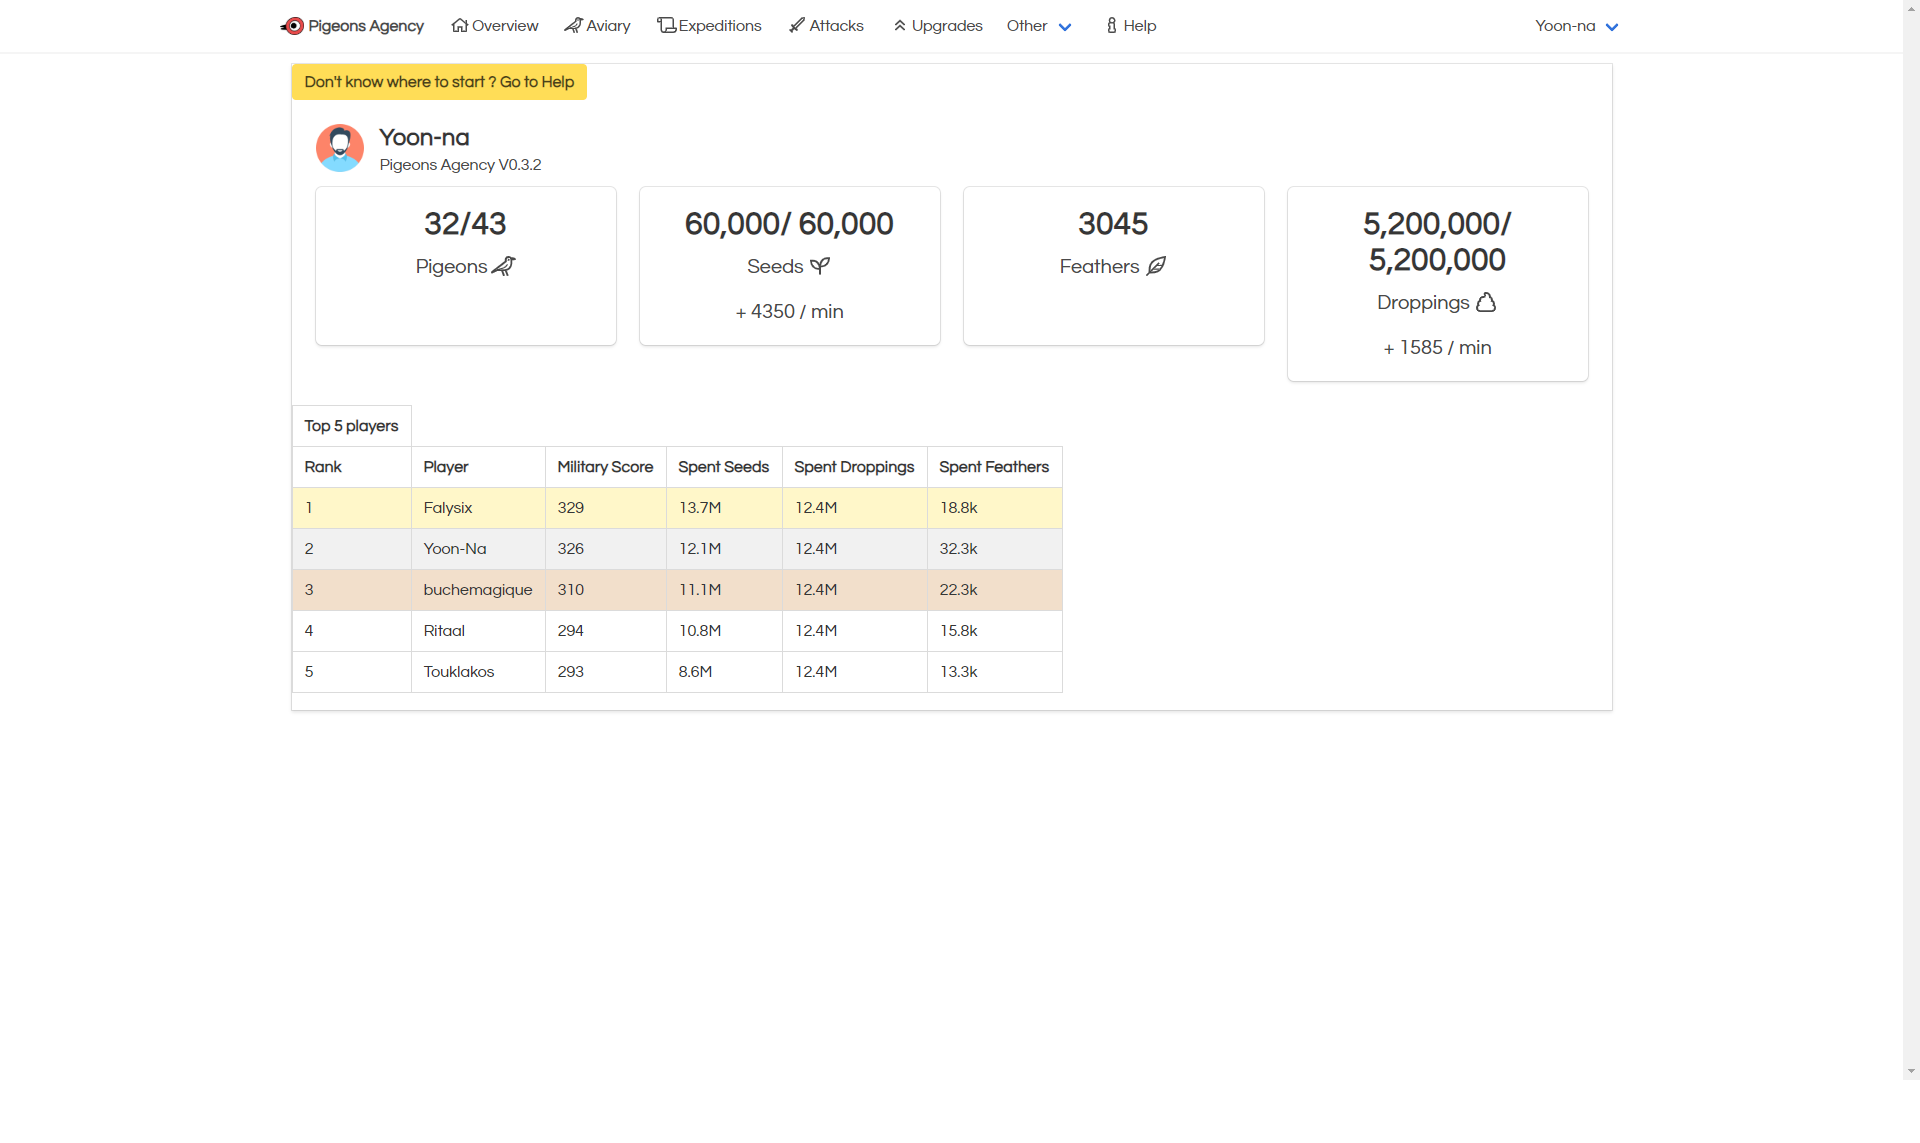 Pigeons Agency Overview Aviary Expeditions Attacks Upgrades Other Help Yoon-na
Don't know where to start ? Go to Help
Yoon-na
Pigeons Agency V0.3.2
32/43
Pigeons
60,000/ 60,000
Seeds
+ 4350 / min
3045
Feathers
5,200,000/
5,200,000
Droppings
+ 1585 / min
Top 5 players
Rank Player Military Score Spent Seeds Spent Droppings Spent Feathers
1 Falysix 329 13.7M 12.4M 18.8k
2 Yoon-Na 326 12.1M 12.4M 32.3k
3 buchemagique 310 11.1M 12.4M 22.3k
4 Ritaal 294 10.8M 12.4M 15.8k
5 Touklakos 293 8.6M 12.4M 13.3k